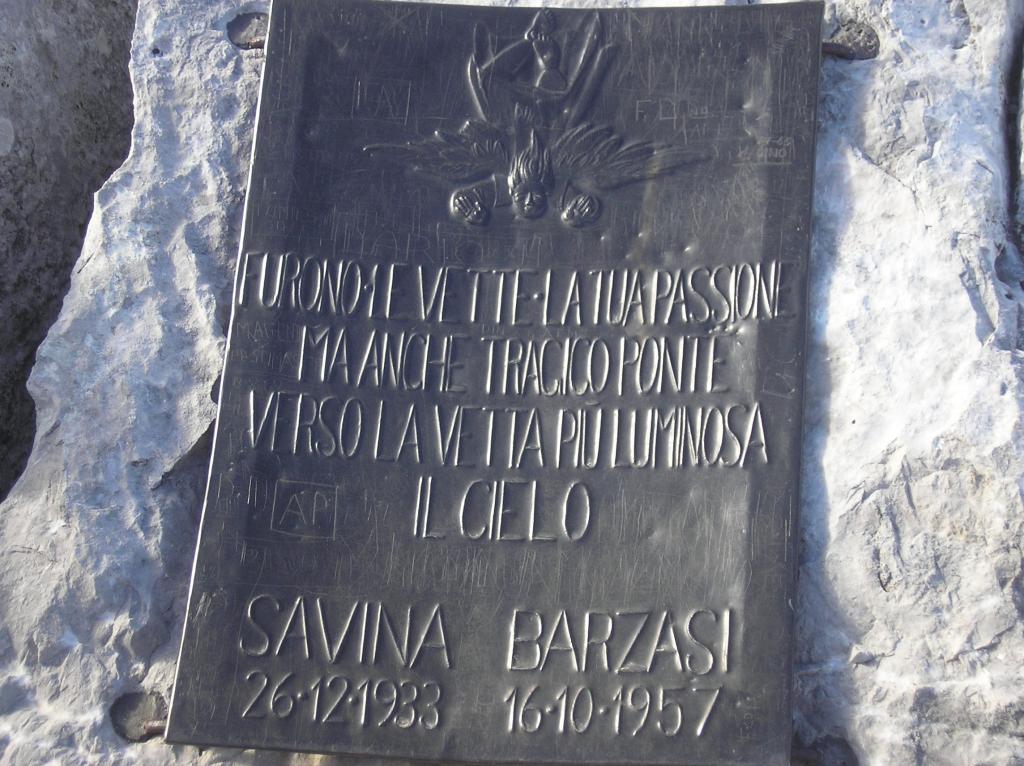 FURONO·LE VETTE·LA TUA PASSIONE
MA ANCHE TRAGICO PONTE
VERSO LA VETTA PIÙ LUMINOSA
IL CIELO
AP
SAVINA BARZASI
26·12·1933 16·10·1957